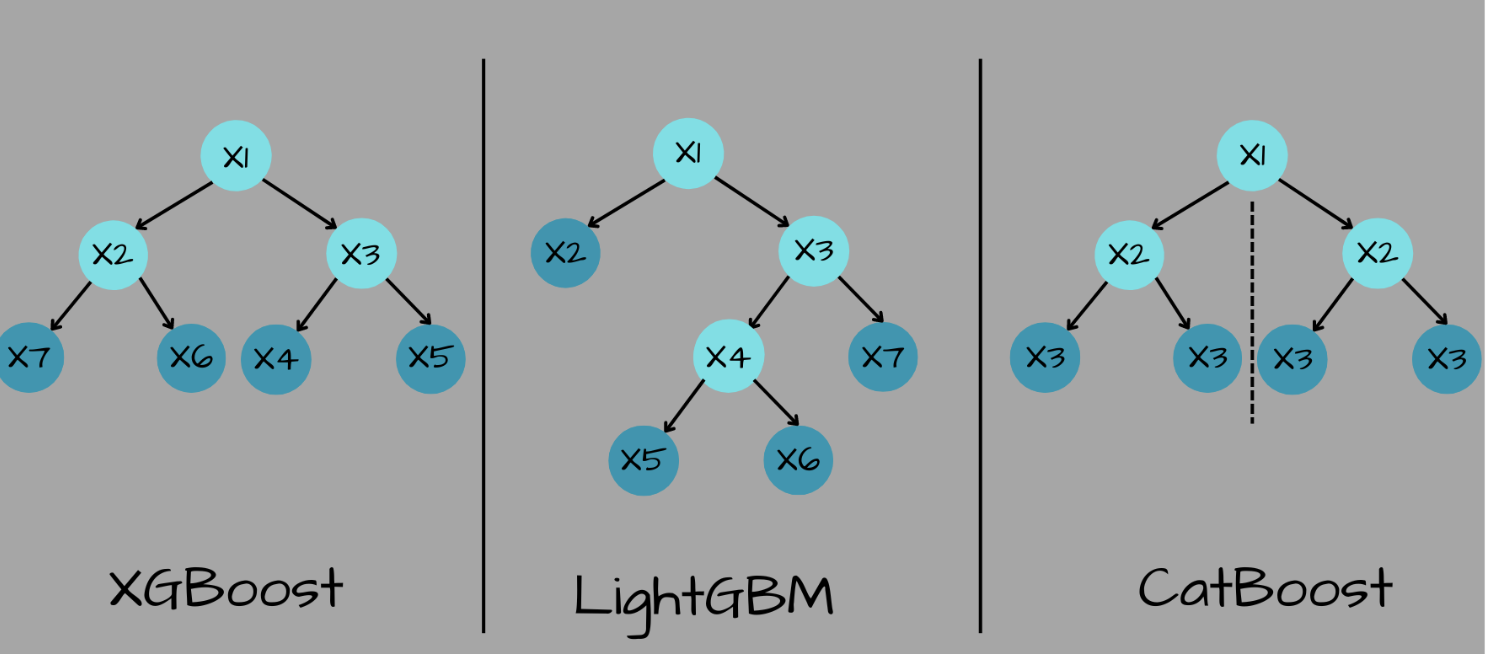 X1
X2
X3
X7
X6
X4
X5
XGBoost
X1
X2
X3
X4
X7
X5
X6
LightGBM
X1
X2
X2
X3
X3
X3
X3
CatBoost